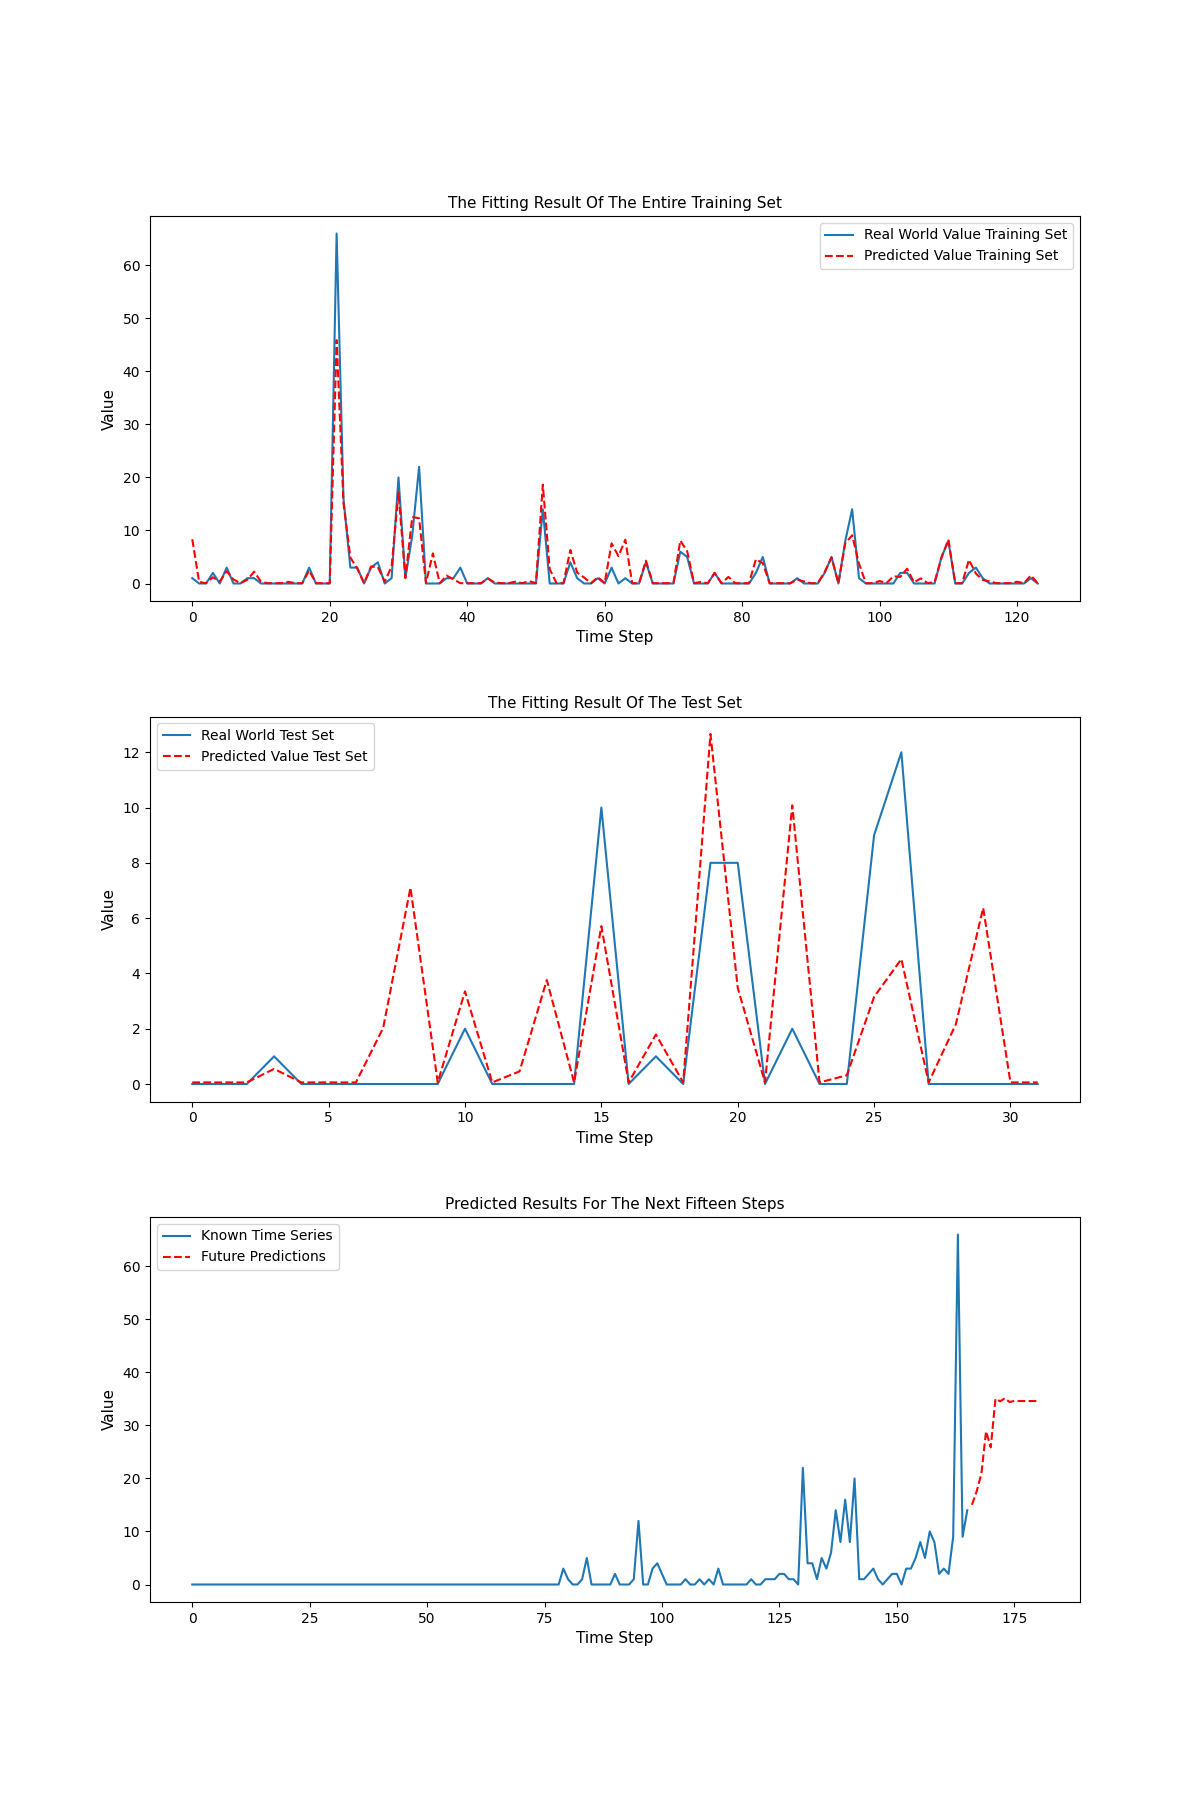 The Fitting Result Of The Entire Training Set
Real World Value Training Set
Predicted Value Training Set
Value
60
50
40
30
20
10
0
0 20 40 60 80 100 120
Time Step
The Fitting Result Of The Test Set
Real World Test Set
Predicted Value Test Set
Value
12
10
8
6
4
2
0
0 5 10 15 20 25 30
Time Step
Predicted Results For The Next Fifteen Steps
Known Time Series
Future Predictions
Value
60
50
40
30
20
10
0
0 25 50 75 100 125 150 175
Time Step